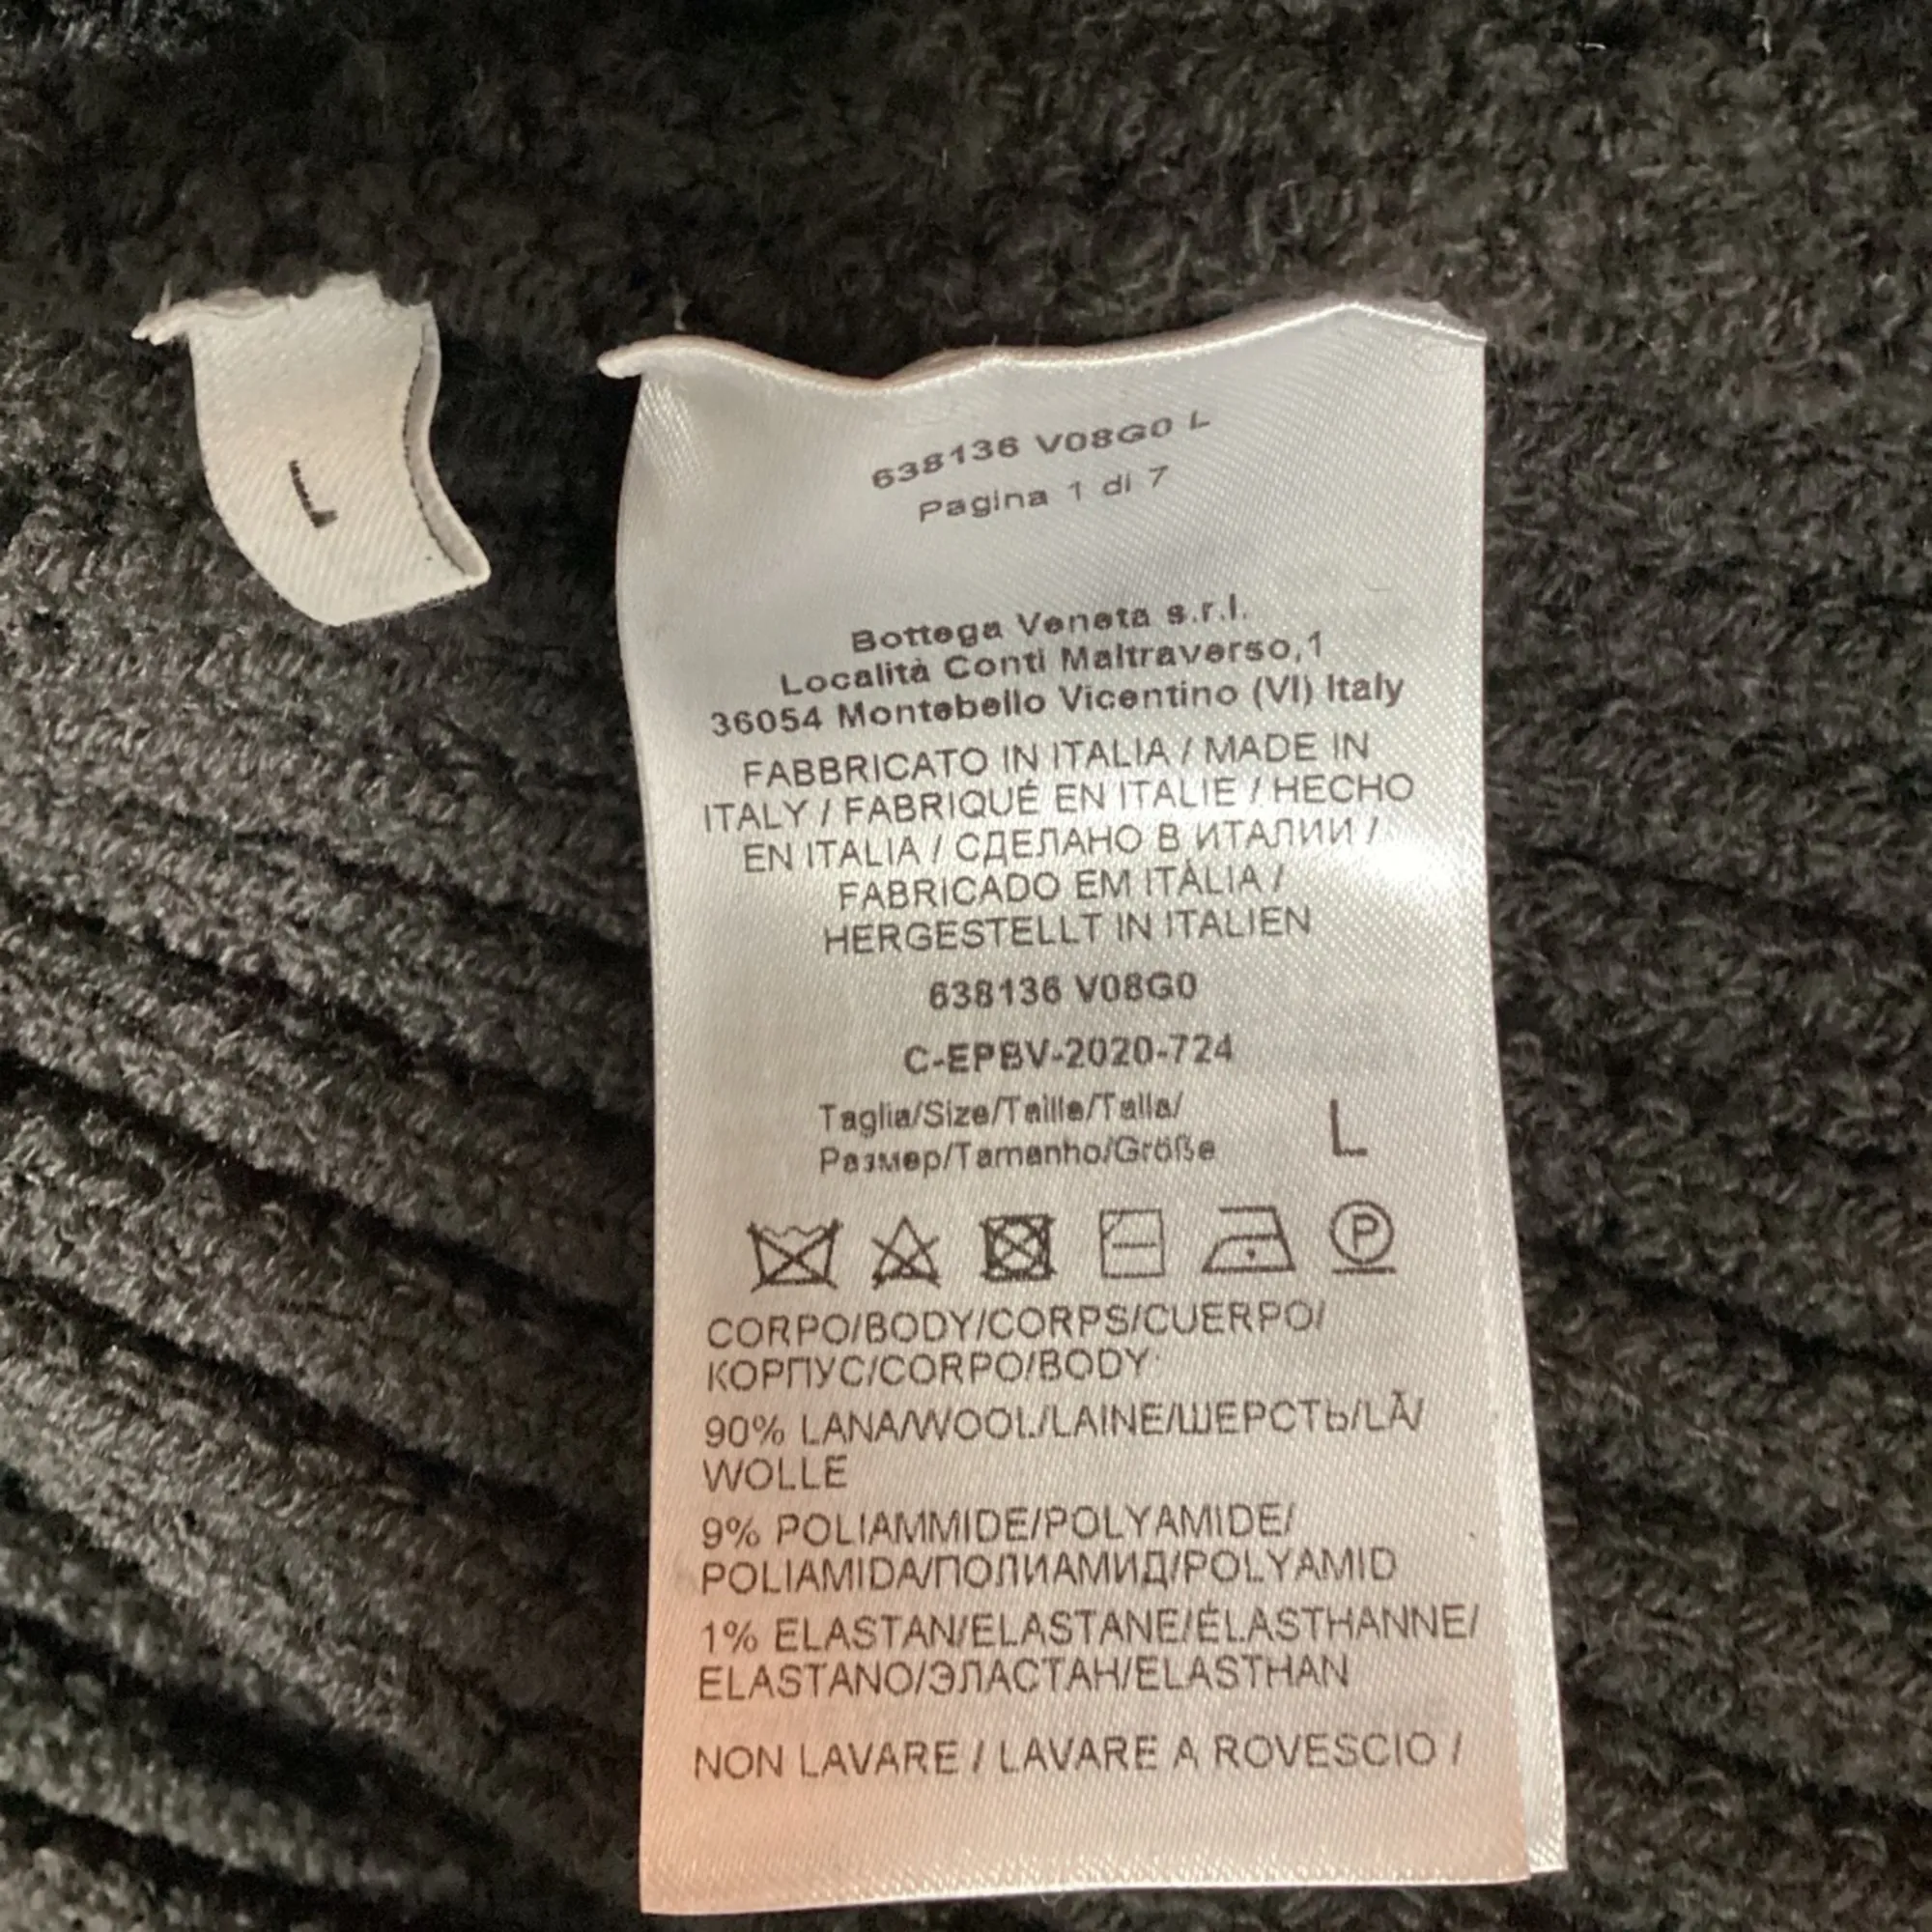 L
638136 V08G0 L
Pagina 1 di 7
Bottega Veneta s.r.l.
Località Conti Maltraverso,1
36054 Montebello Vicentino (VI) Italy
FABBRICATO IN ITALIA / MADE IN
ITALY / FABRIQUÉ EN ITALIE / HECHO
EN ITALIA / СДЕЛАНО В ИТАЛИИ /
FABRICADO EM ITÁLIA /
HERGESTELLT IN ITALIEN
638136 V08G0
C-EPBV-2020-724
Taglia/Size/Taille/Talla/
Размер/Tamanho/Größe L
P
CORPO/BODY/CORPS/CUERPO/
КОРПУС/CORPO/BODY
90% LANA/WOOL/LAINE/ШЕРСТЬ/LÃ/
WOLLE
9% POLIAMMIDE/POLYAMIDE/
POLIAMIDA/ПОЛИАМИД/POLYAMID
1% ELASTAN/ELASTANE/ÉLASTHANNE/
ELASTANO/ЭЛАСТАН/ELASTHAN
NON LAVARE / LAVARE A ROVESCIO /